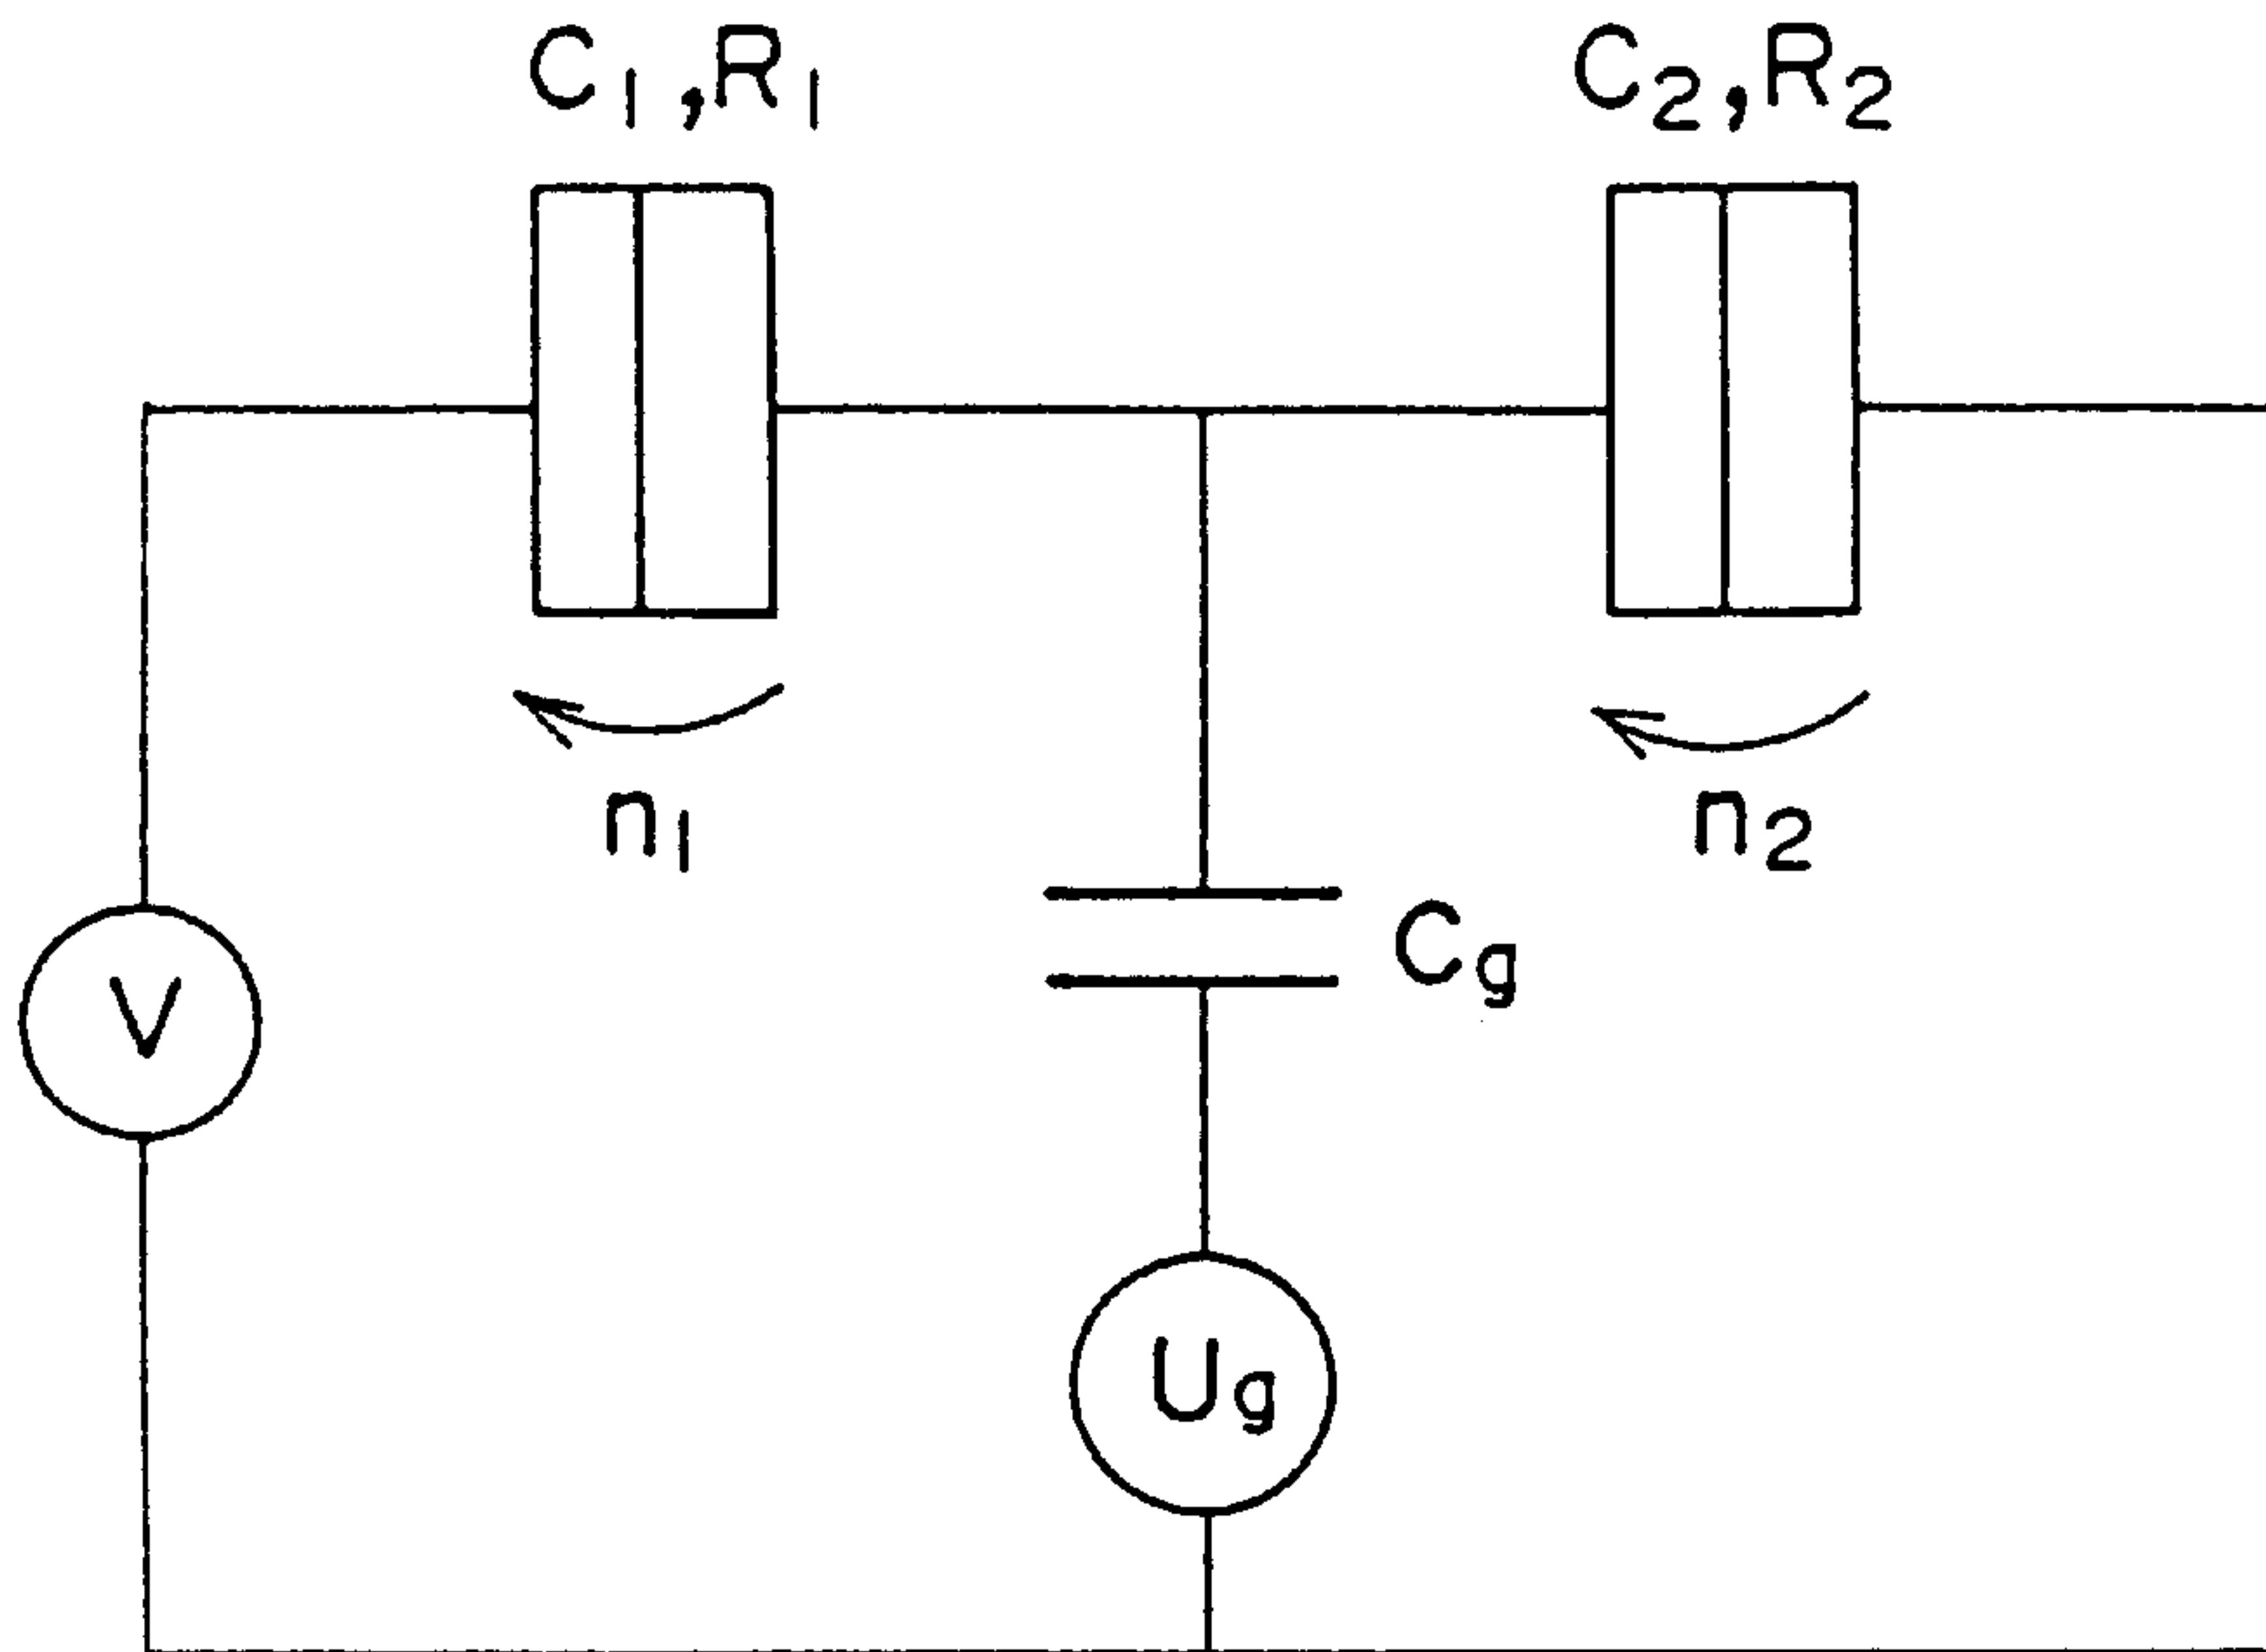 C₁,R₁
C₂,R₂
n₁
n₂
Cg
V
Ug